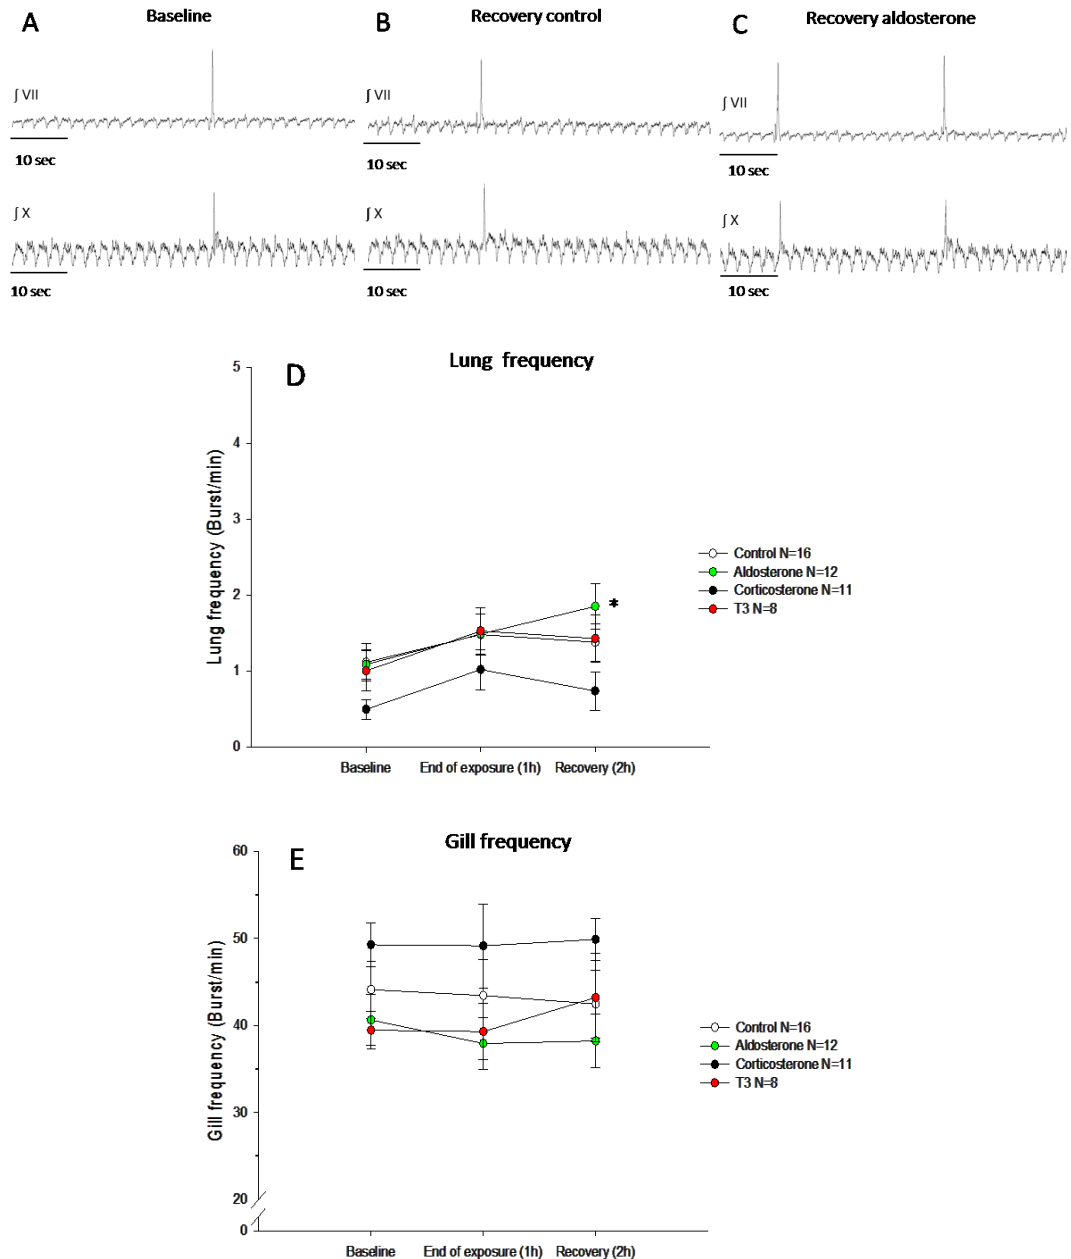 A Baseline
B Recovery control
C Recovery aldosterone
∫ VII
∫ VII
∫ VII
10 sec
10 sec
10 sec
∫ X
∫ X
∫ X
10 sec
10 sec
10 sec
D Lung frequency
Lung frequency (Burst/min)
5
4
3
2
1
0
*
Control N=16
Aldosterone N=12
Corticosterone N=11
T3 N=8
Baseline End of exposure (1h) Recovery (2h)
E Gill frequency
Gill frequency (Burst/min)
60
50
40
30
20
0
Control N=16
Aldosterone N=12
Corticosterone N=11
T3 N=8
Baseline End of exposure (1h) Recovery (2h)